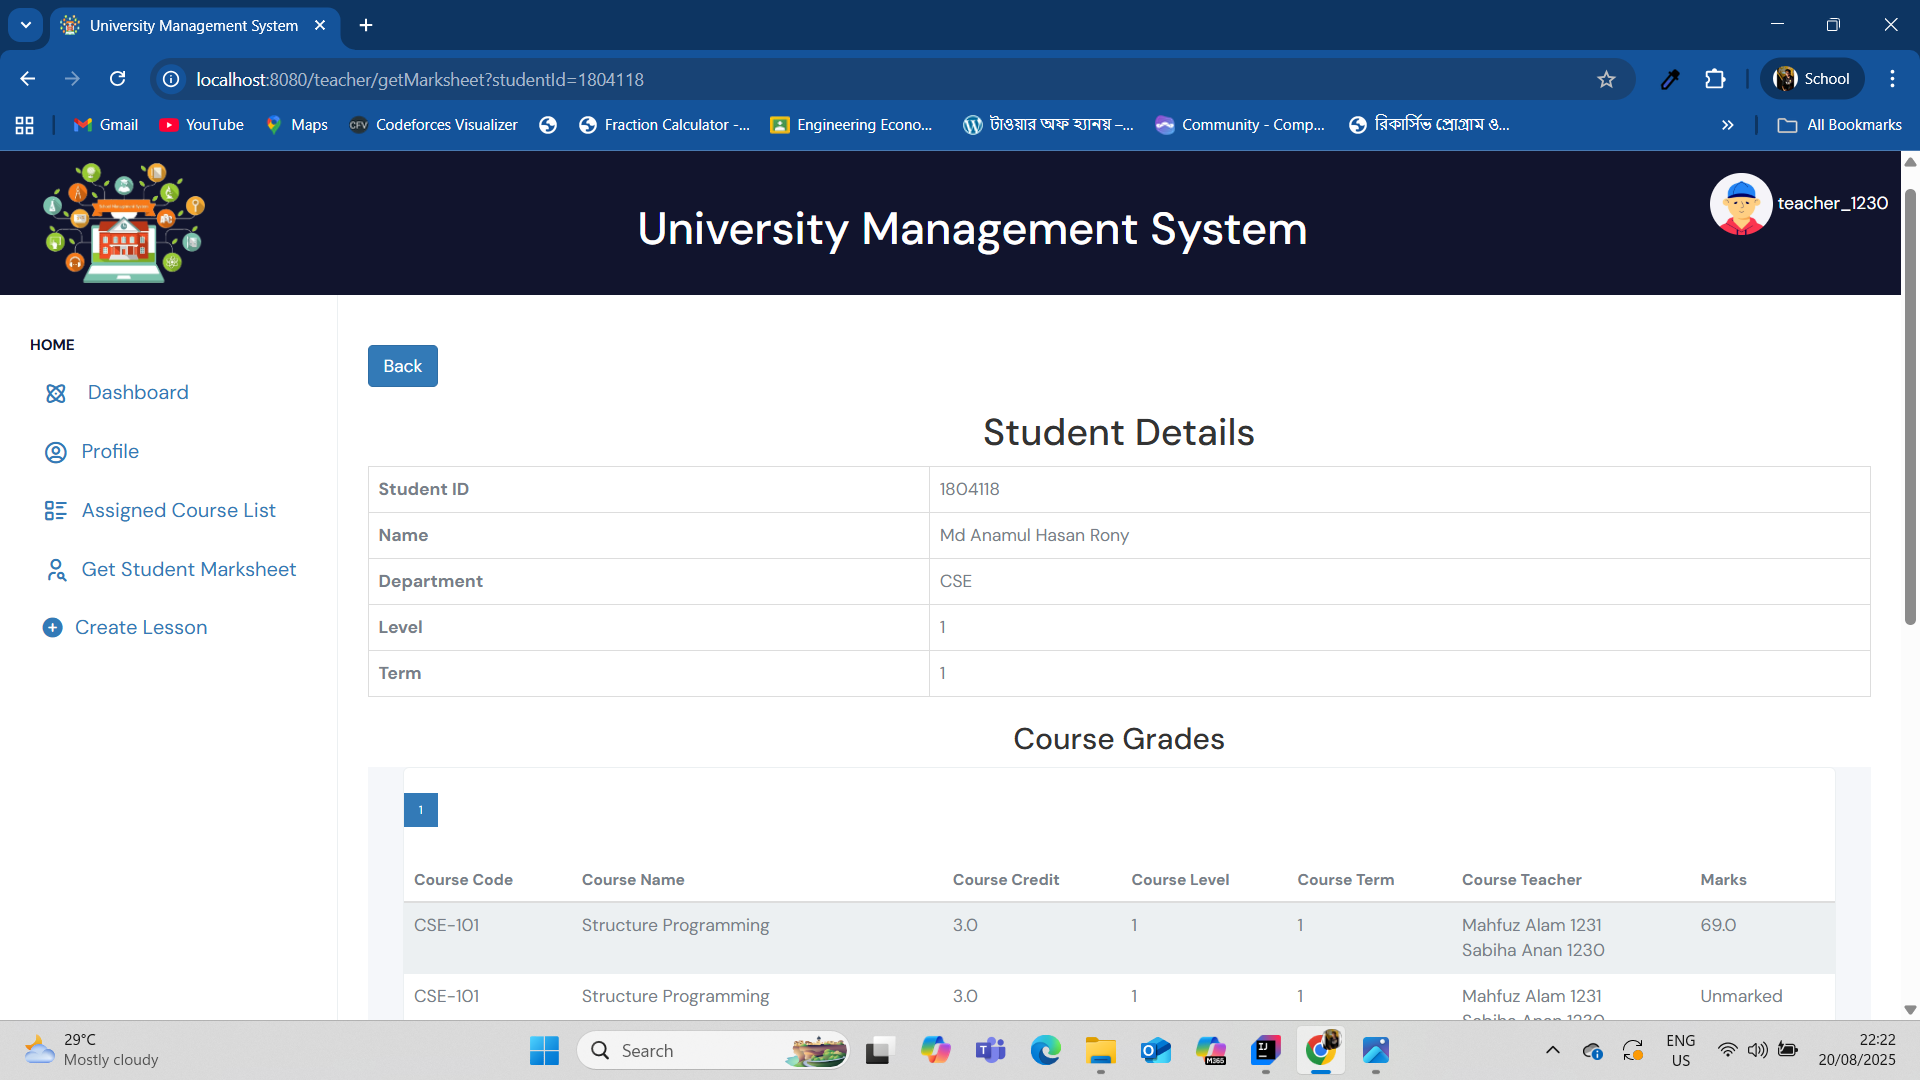 University Management System
localhost:8080/teacher/getMarksheet?studentId=1804118
School
Gmail
YouTube
Maps
CFV Codeforces Visualizer
Fraction Calculator -...
Engineering Econo...
টাওয়ার অফ হ্যানয় –...
Community - Comp...
রিকার্সিভ প্রোগ্রাম ও...
All Bookmarks
University Management System
teacher_1230
HOME
Dashboard
Profile
Assigned Course List
Get Student Marksheet
Create Lesson
Back
Student Details
Student ID 1804118
Name Md Anamul Hasan Rony
Department CSE
Level 1
Term 1
Course Grades
1
Course Code Course Name Course Credit Course Level Course Term Course Teacher Marks
CSE-101 Structure Programming 3.0 1 1 Mahfuz Alam 1231 69.0
Sabiha Anan 1230
CSE-101 Structure Programming 3.0 1 1 Mahfuz Alam 1231 Unmarked
Sabiha Anan 1230
29°C
Mostly cloudy
Search
M365
ENG
US
22:22
20/08/2025